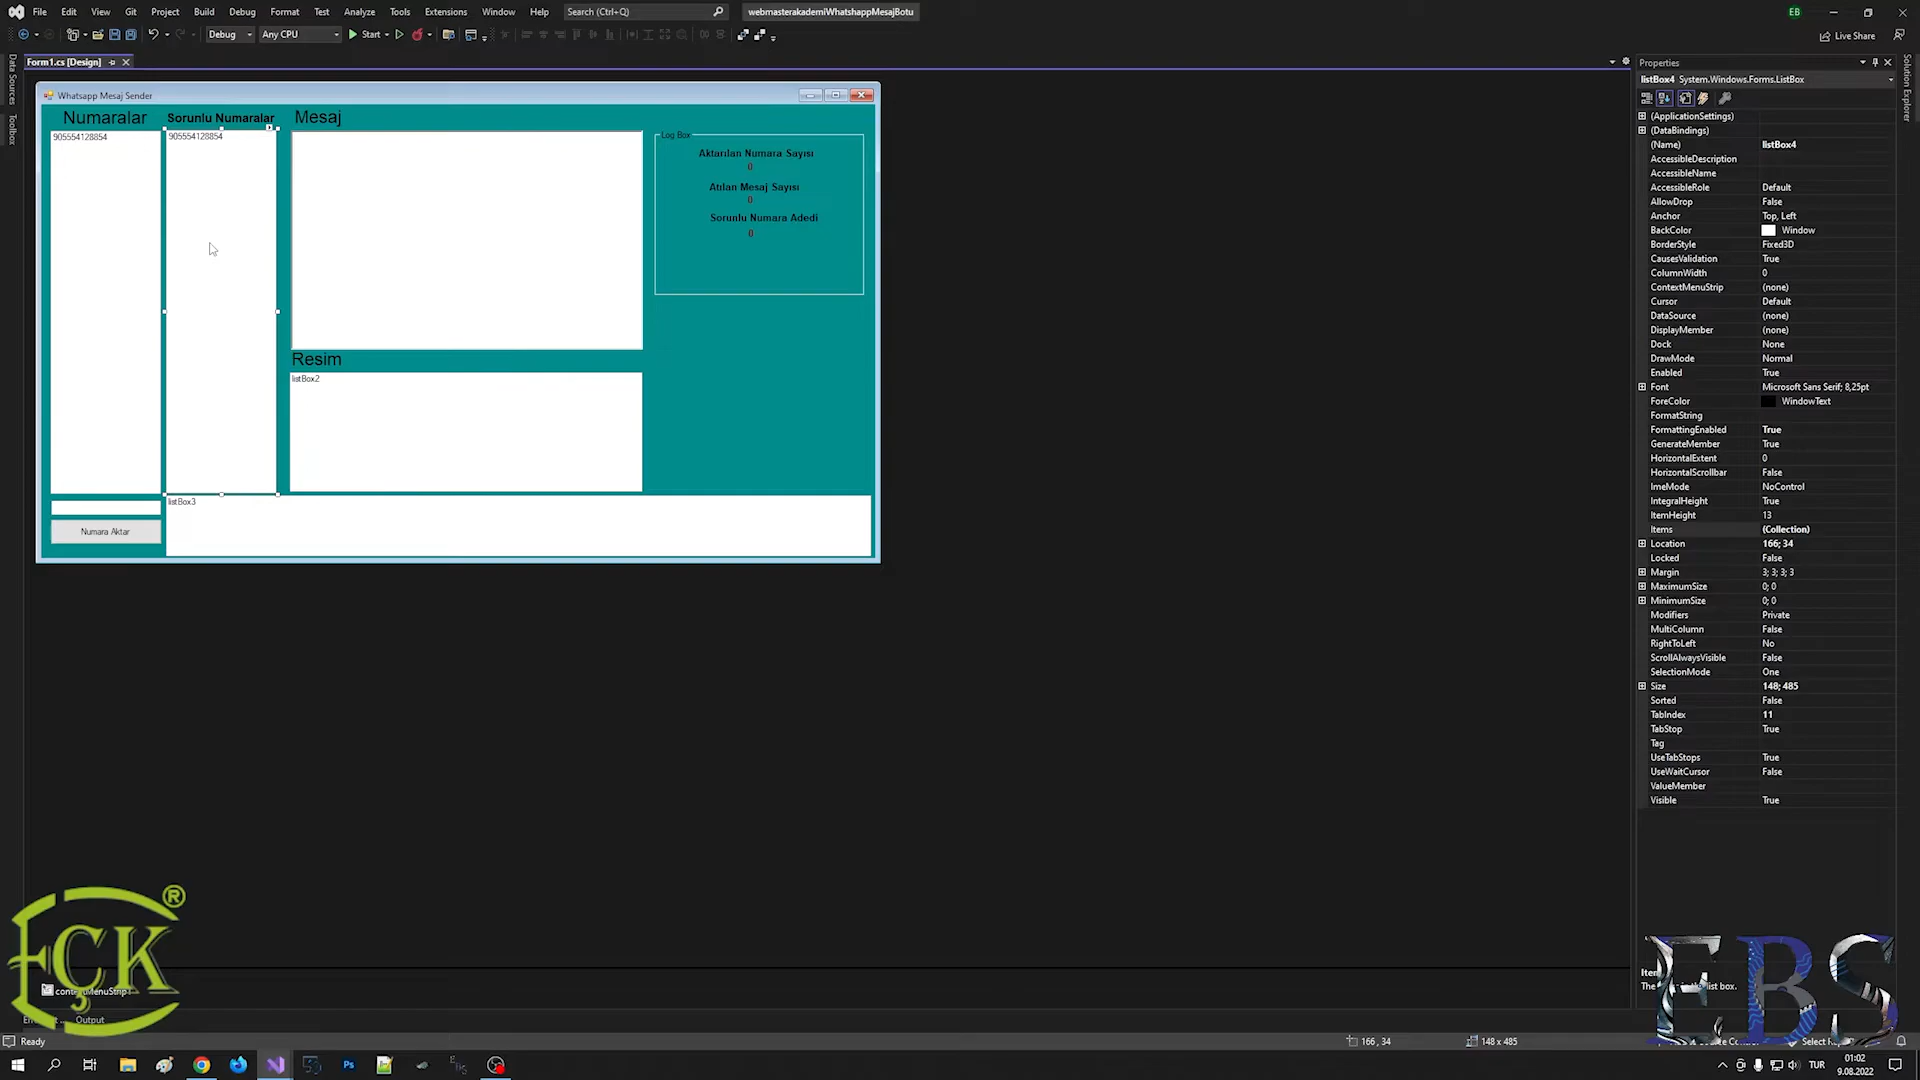 File Edit View Git Project Build Debug Format Test Analyze Tools Extensions Window Help Search (Ctrl+Q) webmasterakademiWhatshappMesajBotu EB
Debug Any CPU Start Live Share
Form1.cs [Design]
Data Sources
Toolbox
Whatsapp Mesaj Sender
Numaralar Sorunlu Numaralar Mesaj
905554128854 905554128854
Log Box
Aktarılan Numara Sayısı
0
Atılan Mesaj Sayısı
0
Sorunlu Numara Adedi
0
Resim
listBox2
listBox3
Numara Aktar
Properties
listBox4 System.Windows.Forms.ListBox
(ApplicationSettings)
(DataBindings)
(Name) listBox4
AccessibleDescription
AccessibleName
AccessibleRole Default
AllowDrop False
Anchor Top, Left
BackColor Window
BorderStyle Fixed3D
CausesValidation True
ColumnWidth 0
ContextMenuStrip (none)
Cursor Default
DataSource (none)
DisplayMember (none)
Dock None
DrawMode Normal
Enabled True
Font Microsoft Sans Serif; 8,25pt
ForeColor WindowText
FormatString
FormattingEnabled True
GenerateMember True
HorizontalExtent 0
HorizontalScrollbar False
ImeMode NoControl
IntegralHeight True
ItemHeight 13
Items (Collection)
Location 166; 34
Locked False
Margin 3; 3; 3; 3
MaximumSize 0; 0
MinimumSize 0; 0
Modifiers Private
MultiColumn False
RightToLeft No
ScrollAlwaysVisible False
SelectionMode One
Size 148; 485
Sorted False
TabIndex 11
TabStop True
Tag
UseTabStops True
UseWaitCursor False
ValueMember
Visible True
Solution Explorer
EÇK ®
EBS
Output
Ready 166 , 34 148 x 485
Ps TUR
01:02
9.08.2022